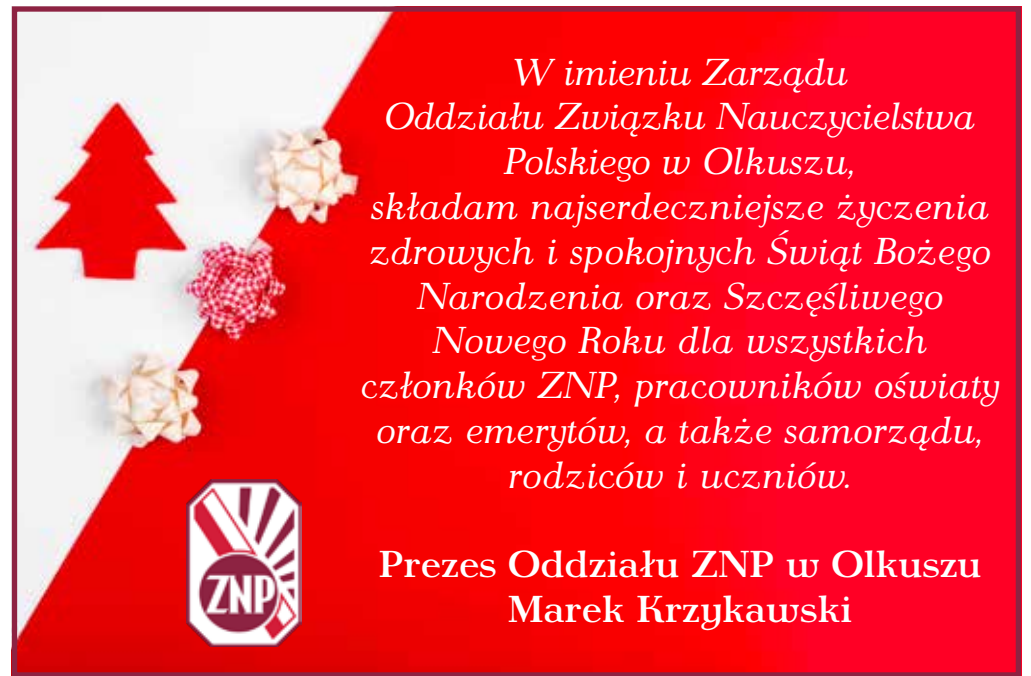 W imieniu Zarządu
Oddziału Związku Nauczycielstwa
Polskiego w Olkuszu,
składam najserdeczniejsze życzenia
zdrowych i spokojnych Świąt Bożego
Narodzenia oraz Szczęśliwego
Nowego Roku dla wszystkich
członków ZNP, pracowników oświaty
oraz emerytów, a także samorządu,
rodziców i uczniów.
ZNP
Prezes Oddziału ZNP w Olkuszu
Marek Krzykawski